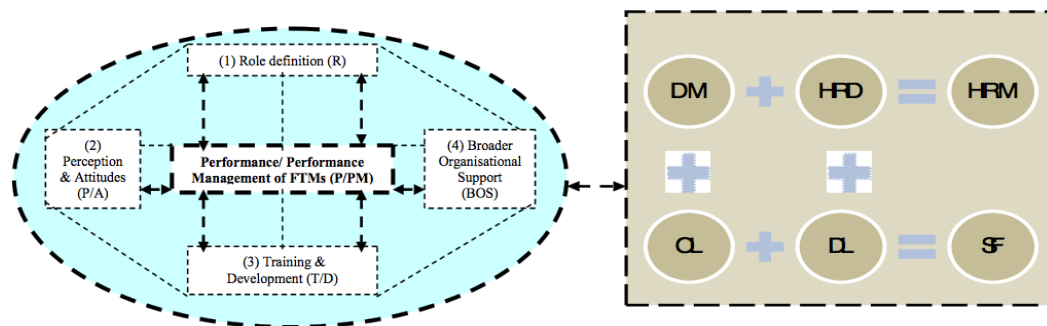 (1) Role definition (R)
(2)
Perception
& Attitudes
(P/A)
Performance/ Performance
Management of FTMs (P/PM)
(4) Broader
Organisational
Support
(BOS)
(3) Training &
Development (T/D)
DM + HRD = HRM
+ +
CL + DL = SF